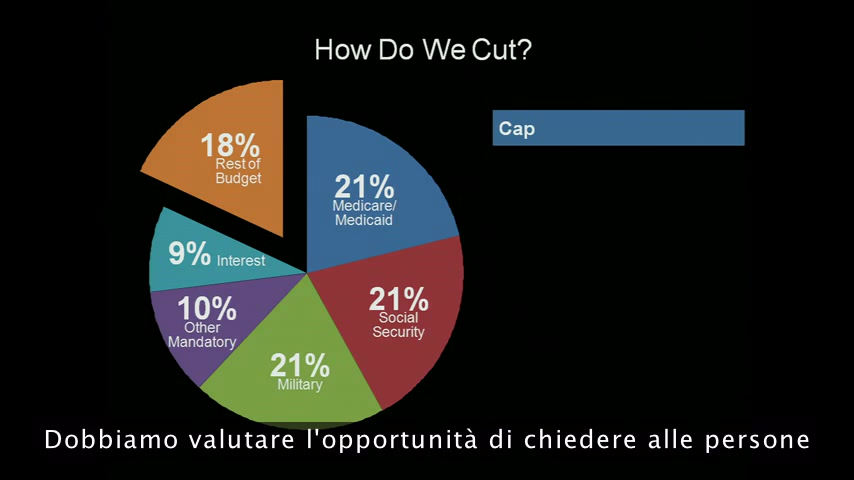 How Do We Cut?
18%
Rest of
Budget
21%
Medicare/
Medicaid
Cap
9% Interest
21%
Social
Security
10%
Other
Mandatory
21%
Military
Dobbiamo valutare l'opportunità di chiedere alle persone